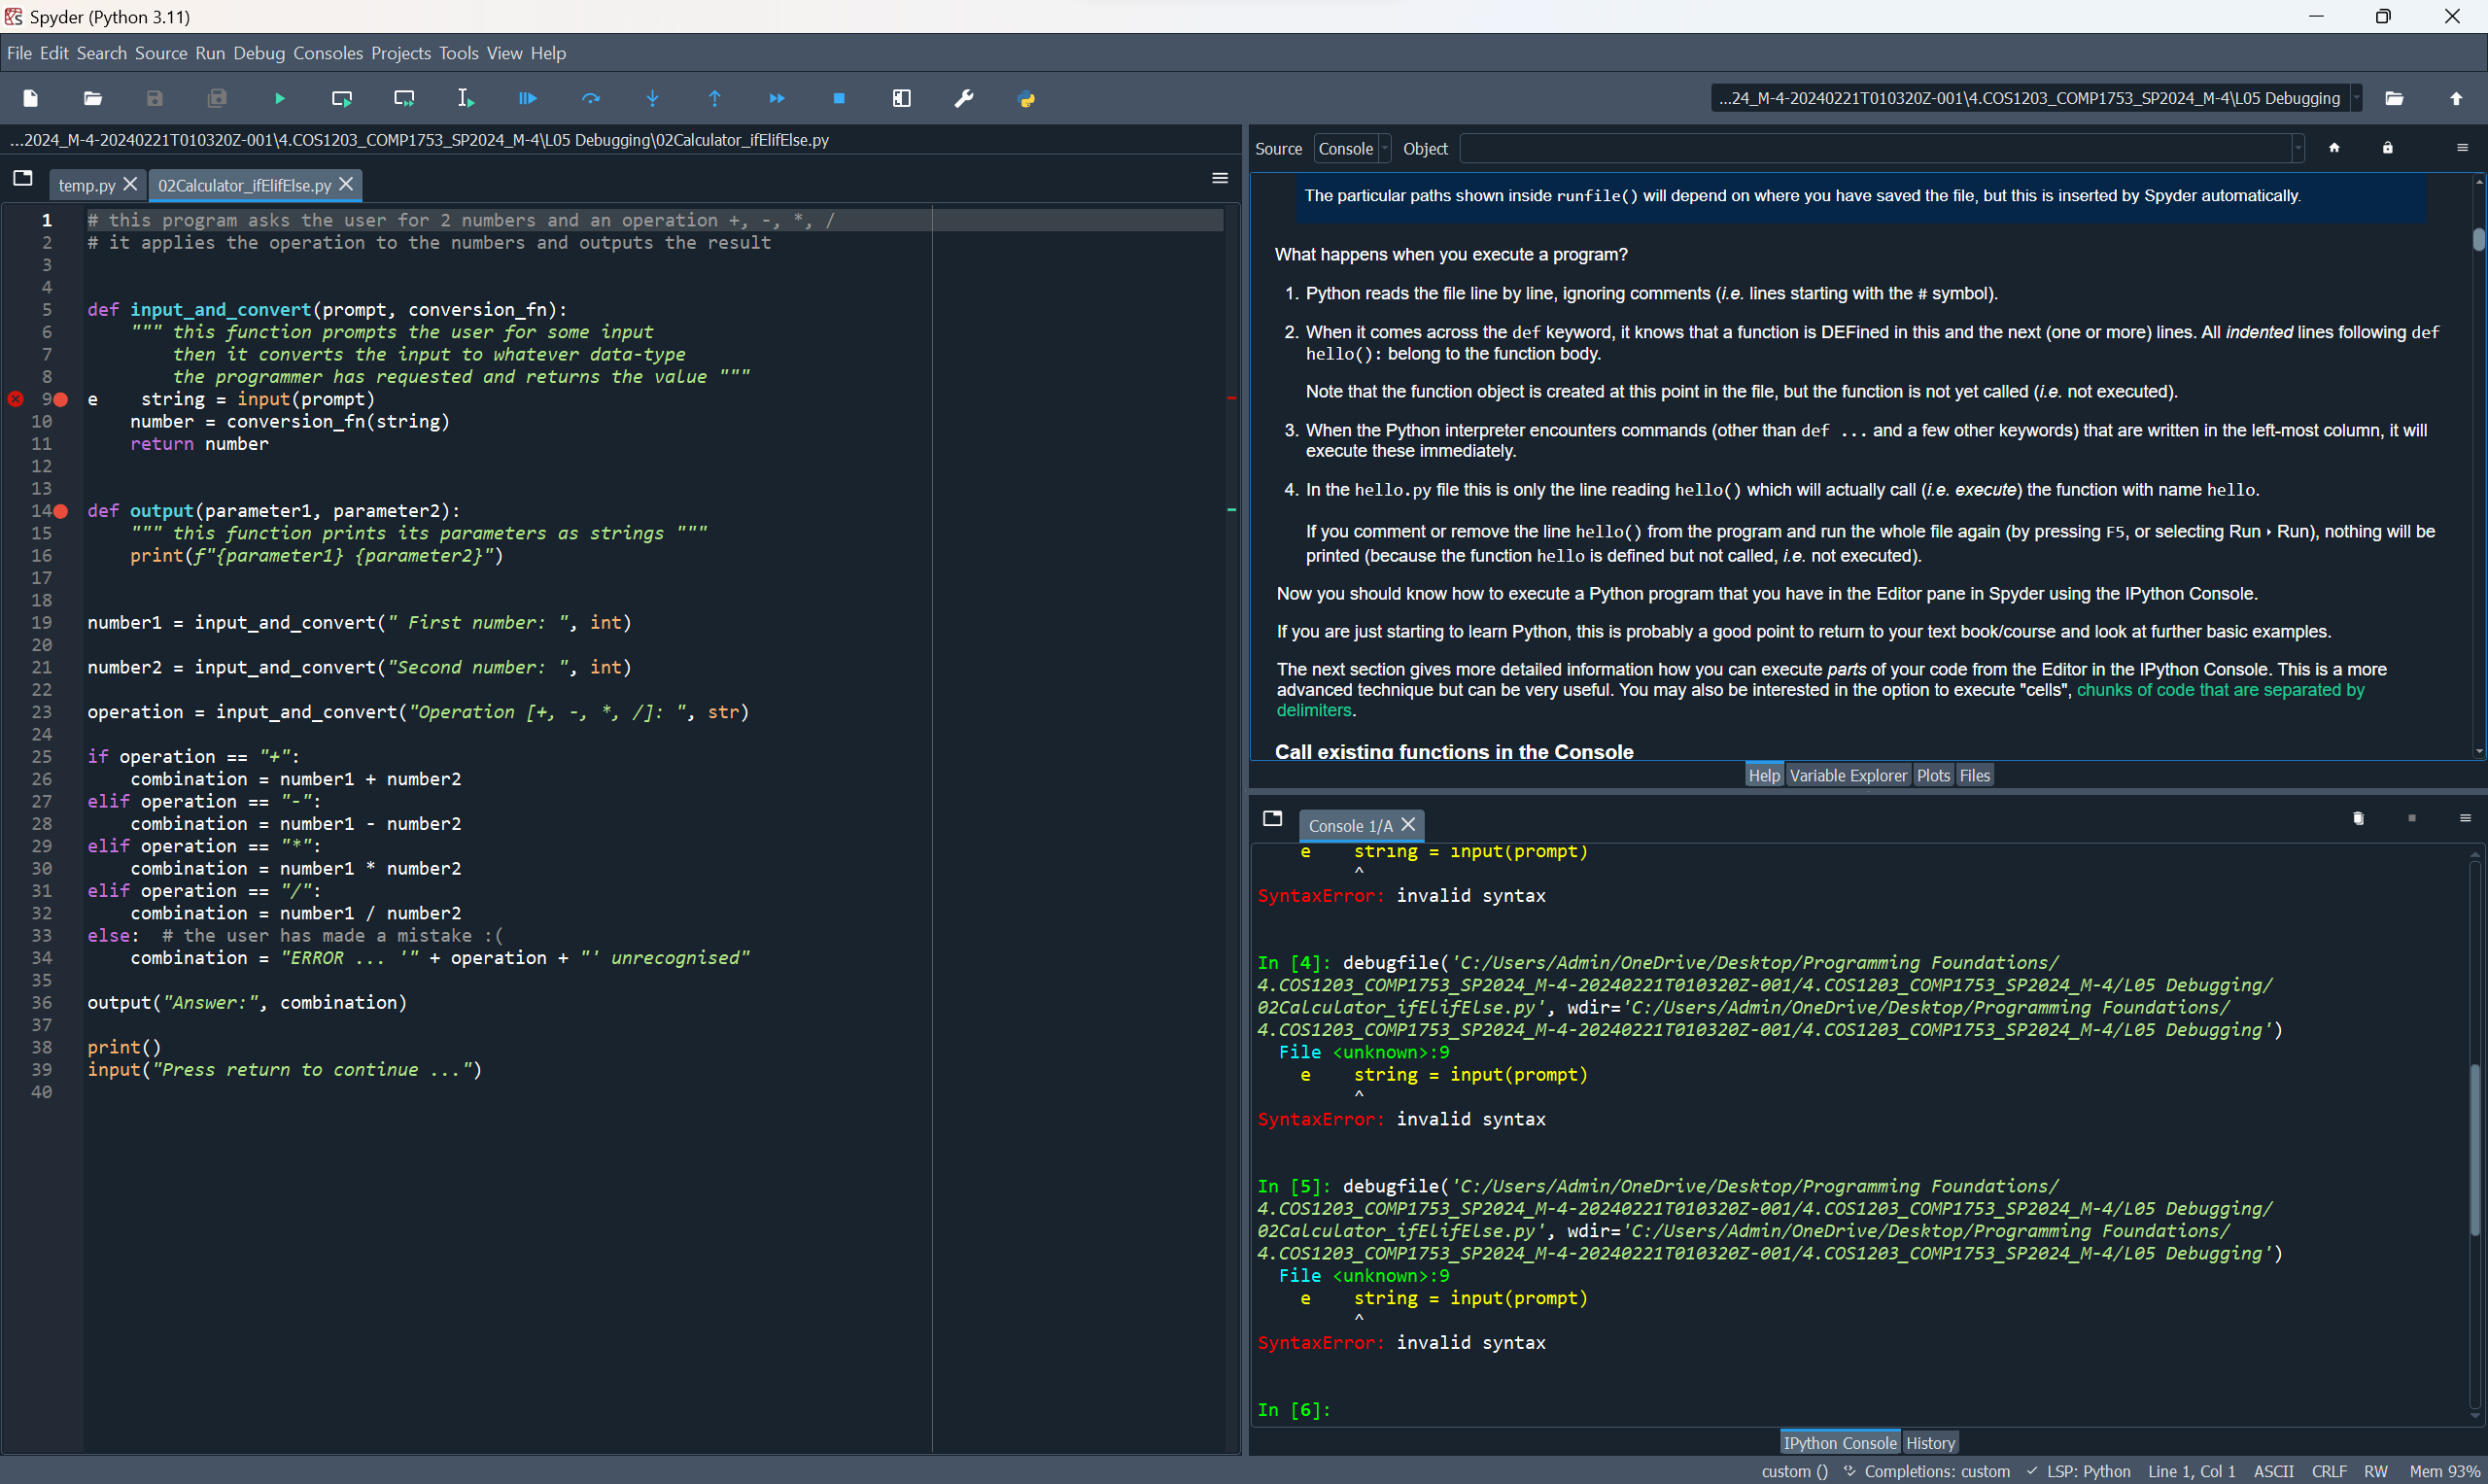 Spyder (Python 3.11)
File Edit Search Source Run Debug Consoles Projects Tools View Help
...24_M-4-20240221T010320Z-001\4.COS1203_COMP1753_SP2024_M-4\L05 Debugging
...2024_M-4-20240221T010320Z-001\4.COS1203_COMP1753_SP2024_M-4\L05 Debugging\02Calculator_ifElifElse.py
temp.py 02Calculator_ifElifElse.py
1 # this program asks the user for 2 numbers and an operation +, -, *, /
2 # it applies the operation to the numbers and outputs the result
3
4
5 def input_and_convert(prompt, conversion_fn):
6     """ this function prompts the user for some input
7         then it converts the input to whatever data-type
8         the programmer has requested and returns the value """
9 e    string = input(prompt)
10     number = conversion_fn(string)
11     return number
12
13
14 def output(parameter1, parameter2):
15     """ this function prints its parameters as strings """
16     print(f"{parameter1} {parameter2}")
17
18
19 number1 = input_and_convert(" First number: ", int)
20
21 number2 = input_and_convert("Second number: ", int)
22
23 operation = input_and_convert("Operation [+, -, *, /]: ", str)
24
25 if operation == "+":
26     combination = number1 + number2
27 elif operation == "-":
28     combination = number1 - number2
29 elif operation == "*":
30     combination = number1 * number2
31 elif operation == "/":
32     combination = number1 / number2
33 else:  # the user has made a mistake :(
34     combination = "ERROR ... '" + operation + "' unrecognised"
35
36 output("Answer:", combination)
37
38 print()
39 input("Press return to continue ...")
40
Source Console Object
The particular paths shown inside runfile() will depend on where you have saved the file, but this is inserted by Spyder automatically.
What happens when you execute a program?
1. Python reads the file line by line, ignoring comments (i.e. lines starting with the # symbol).
2. When it comes across the def keyword, it knows that a function is DEFined in this and the next (one or more) lines. All indented lines following def
hello(): belong to the function body.
Note that the function object is created at this point in the file, but the function is not yet called (i.e. not executed).
3. When the Python interpreter encounters commands (other than def ... and a few other keywords) that are written in the left-most column, it will
execute these immediately.
4. In the hello.py file this is only the line reading hello() which will actually call (i.e. execute) the function with name hello.
If you comment or remove the line hello() from the program and run the whole file again (by pressing F5, or selecting Run ‣ Run), nothing will be
printed (because the function hello is defined but not called, i.e. not executed).
Now you should know how to execute a Python program that you have in the Editor pane in Spyder using the IPython Console.
If you are just starting to learn Python, this is probably a good point to return to your text book/course and look at further basic examples.
The next section gives more detailed information how you can execute parts of your code from the Editor in the IPython Console. This is a more
advanced technique but can be very useful. You may also be interested in the option to execute "cells", chunks of code that are separated by
delimiters.
Call existing functions in the Console
Help Variable Explorer Plots Files
Console 1/A
e    string = input(prompt)
^
SyntaxError: invalid syntax
In [4]: debugfile('C:/Users/Admin/OneDrive/Desktop/Programming Foundations/
4.COS1203_COMP1753_SP2024_M-4-20240221T010320Z-001/4.COS1203_COMP1753_SP2024_M-4/L05 Debugging/
02Calculator_ifElifElse.py', wdir='C:/Users/Admin/OneDrive/Desktop/Programming Foundations/
4.COS1203_COMP1753_SP2024_M-4-20240221T010320Z-001/4.COS1203_COMP1753_SP2024_M-4/L05 Debugging')
File <unknown>:9
e    string = input(prompt)
^
SyntaxError: invalid syntax
In [5]: debugfile('C:/Users/Admin/OneDrive/Desktop/Programming Foundations/
4.COS1203_COMP1753_SP2024_M-4-20240221T010320Z-001/4.COS1203_COMP1753_SP2024_M-4/L05 Debugging/
02Calculator_ifElifElse.py', wdir='C:/Users/Admin/OneDrive/Desktop/Programming Foundations/
4.COS1203_COMP1753_SP2024_M-4-20240221T010320Z-001/4.COS1203_COMP1753_SP2024_M-4/L05 Debugging')
File <unknown>:9
e    string = input(prompt)
^
SyntaxError: invalid syntax
In [6]:
IPython Console History
custom () Completions: custom LSP: Python Line 1, Col 1 ASCII CRLF RW Mem 93%